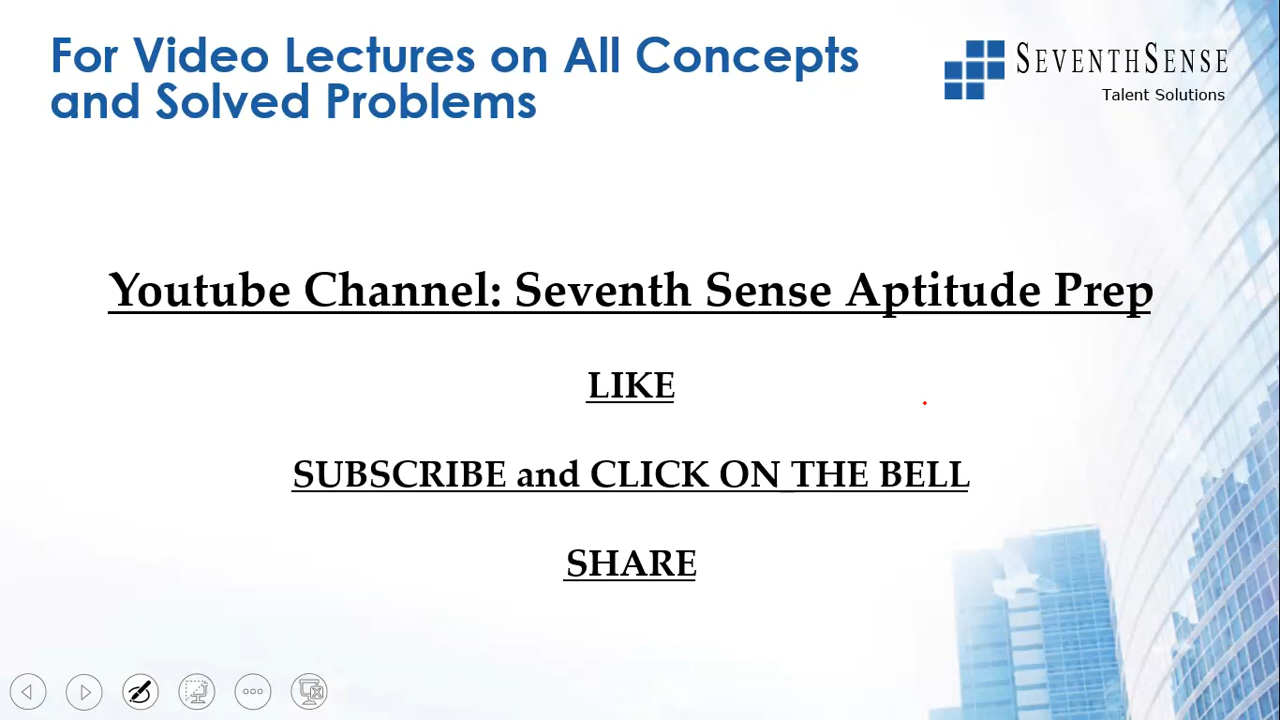 For Video Lectures on All Concepts
and Solved Problems
SEVENTHSENSE
Talent Solutions
Youtube Channel: Seventh Sense Aptitude Prep
LIKE
SUBSCRIBE and CLICK ON THE BELL
SHARE